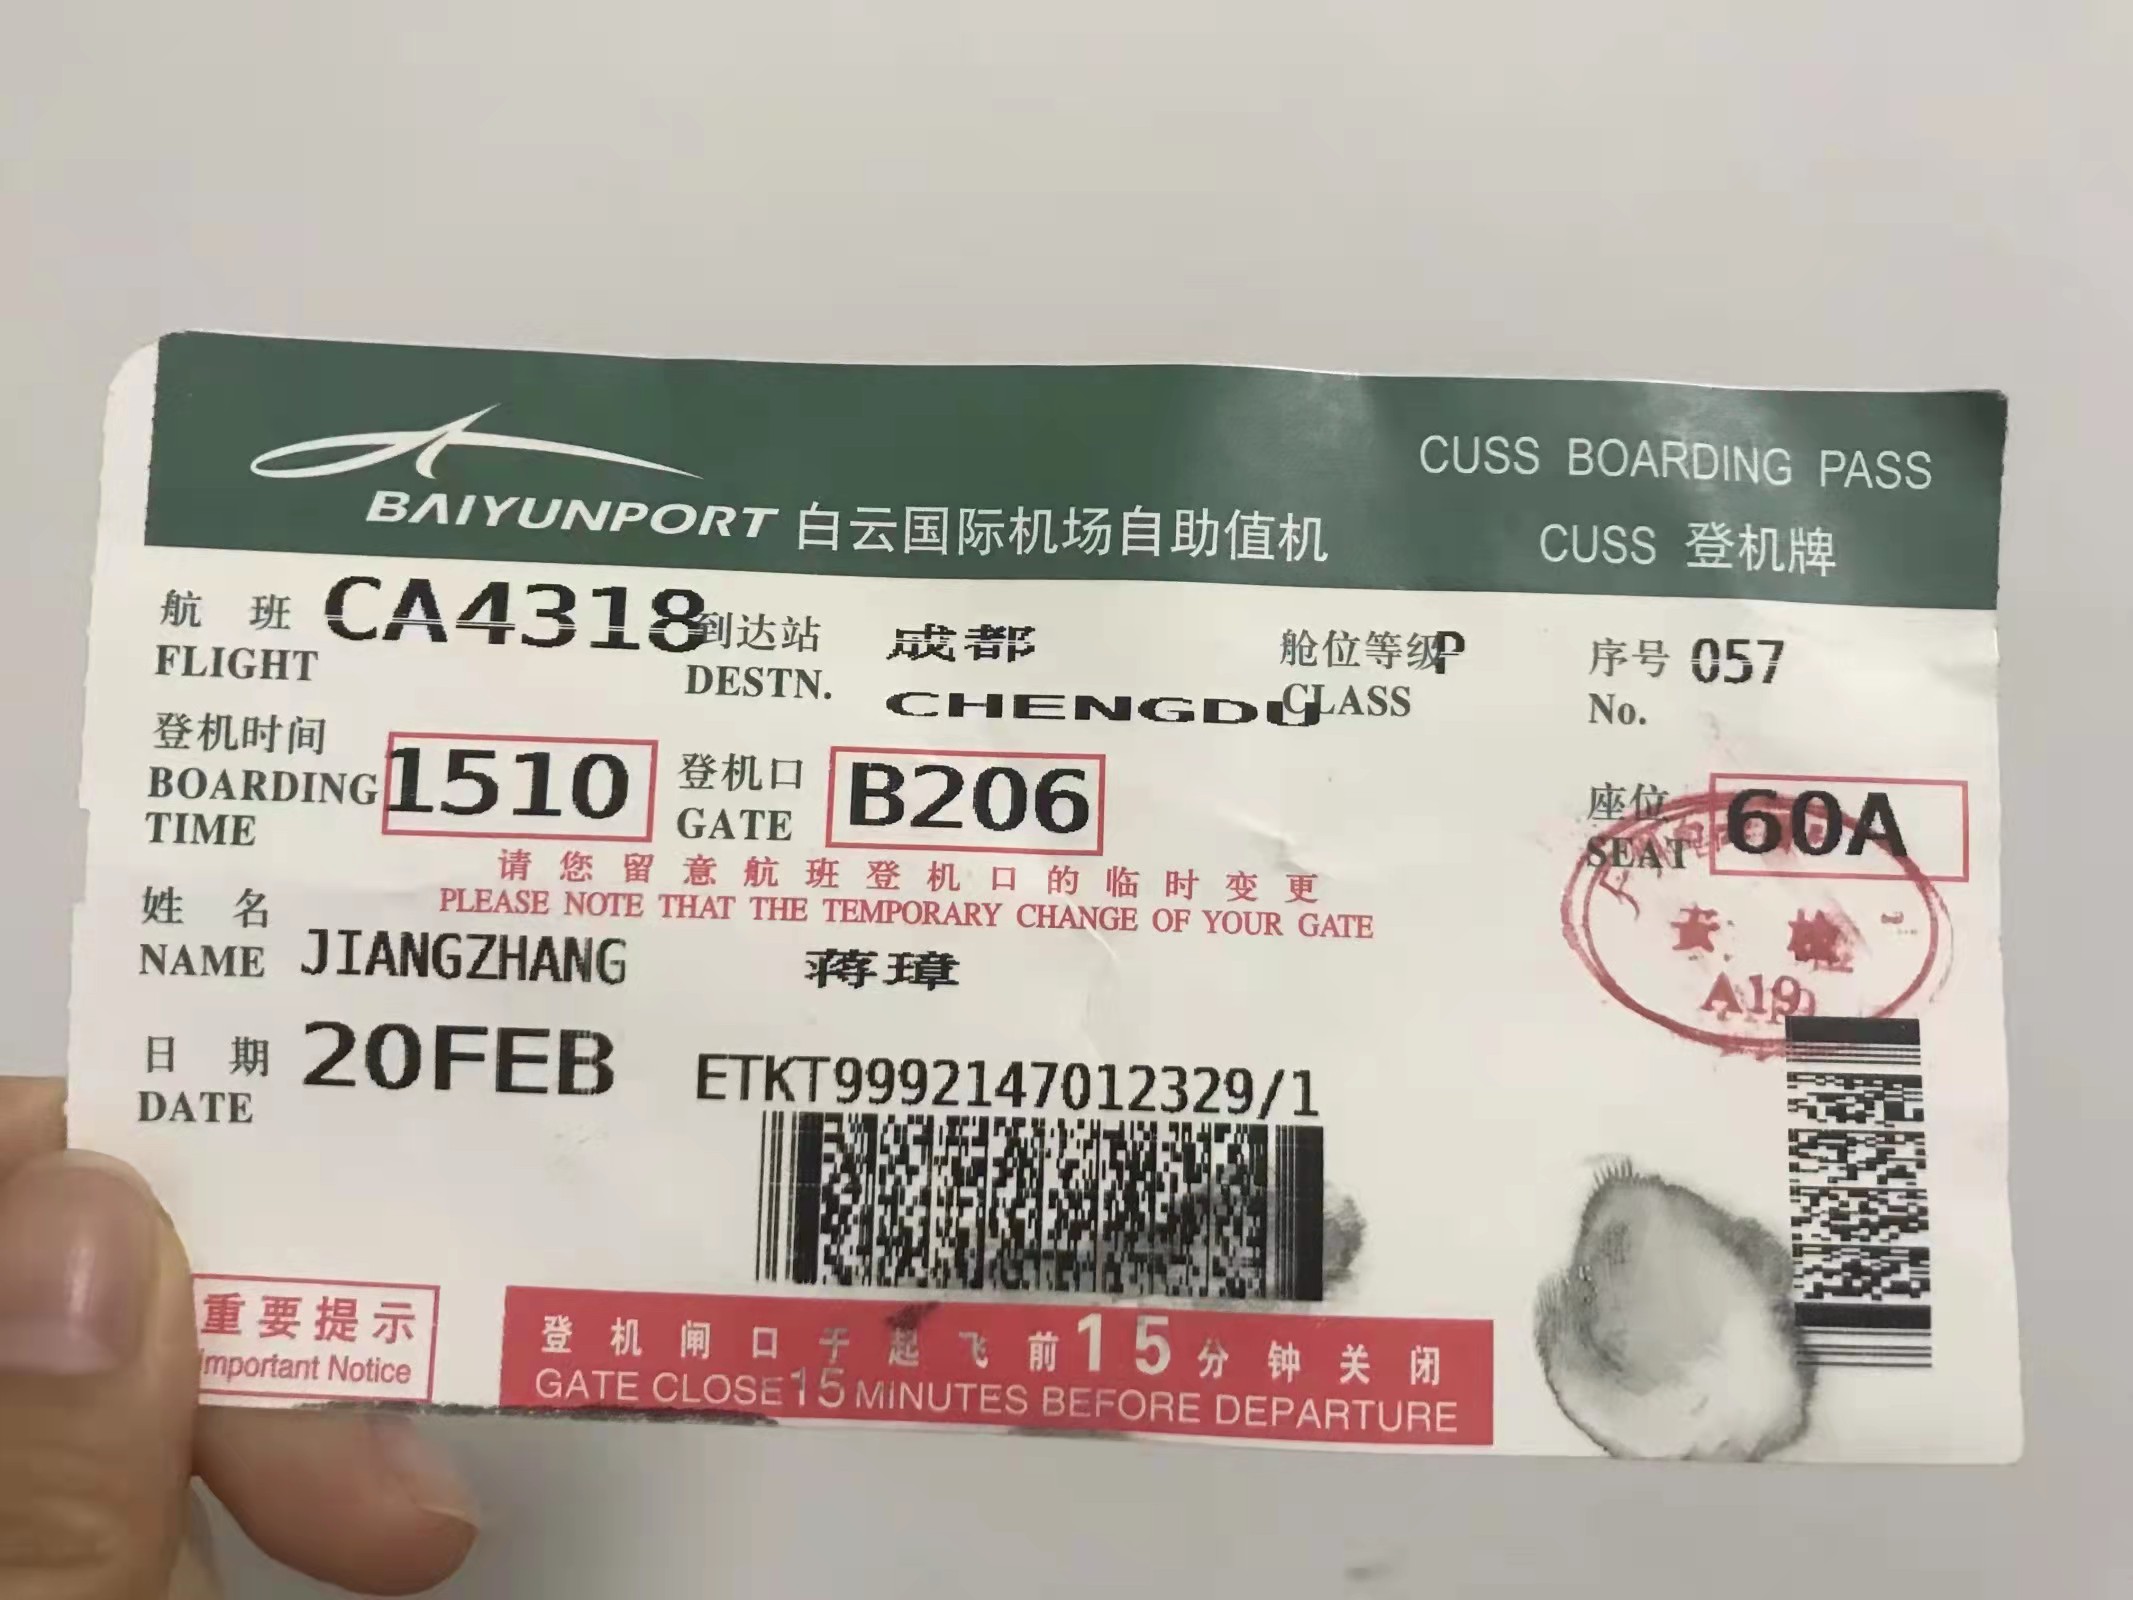 BAIYUNPORT 白云国际机场自助值机
CUSS BOARDING PASS
CUSS 登机牌
航 班 CA4318 到达站 成都 舱位等级 P 序号 057
FLIGHT DESTN. CHENGDU CLASS No.
登机时间 1510 登机口 B206 座位 60A
BOARDING TIME GATE SEAT
请您留意航班登机口的临时变更
PLEASE NOTE THAT THE TEMPORARY CHANGE OF YOUR GATE
姓 名
NAME JIANGZHANG 蒋璋
安检
A19
日 期 20FEB
DATE
ETKT9992147012329/1
重要提示
Important Notice
登机闸口于起飞前15分钟关闭
GATE CLOSE 15 MINUTES BEFORE DEPARTURE